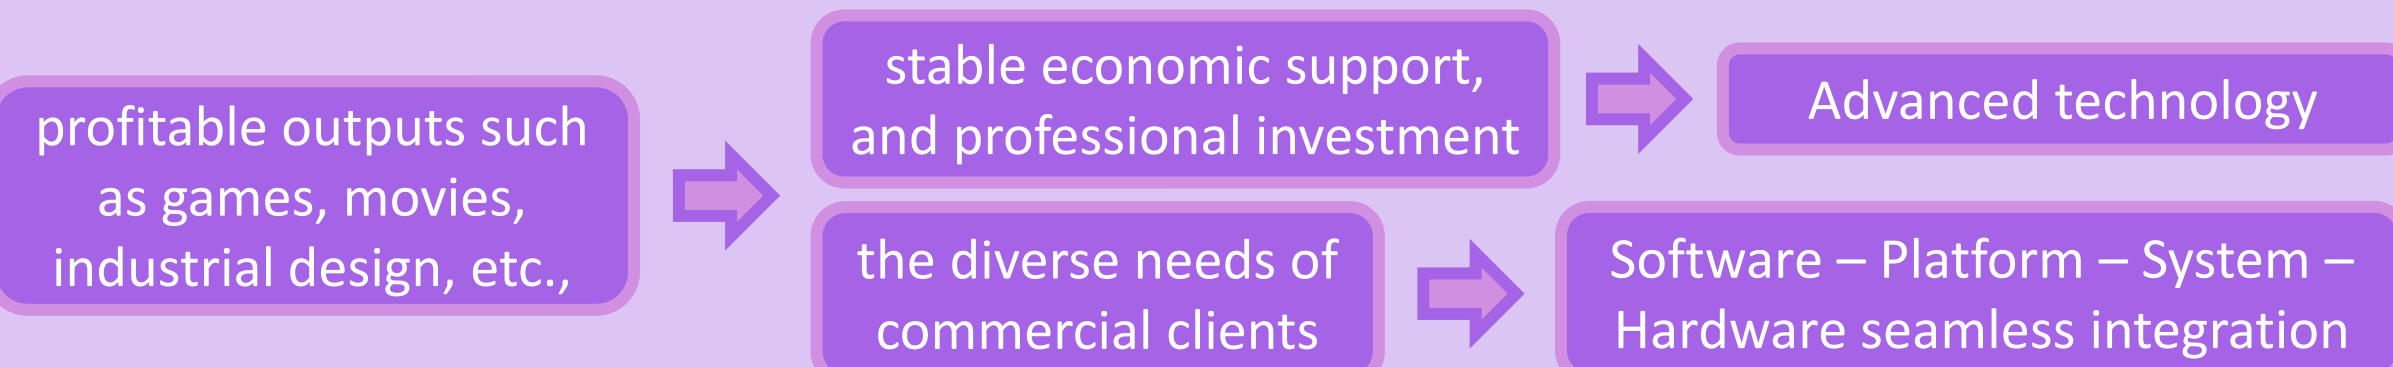 profitable outputs such
as games, movies,
industrial design, etc.,
stable economic support,
and professional investment
Advanced technology
the diverse needs of
commercial clients
Software – Platform – System –
Hardware seamless integration